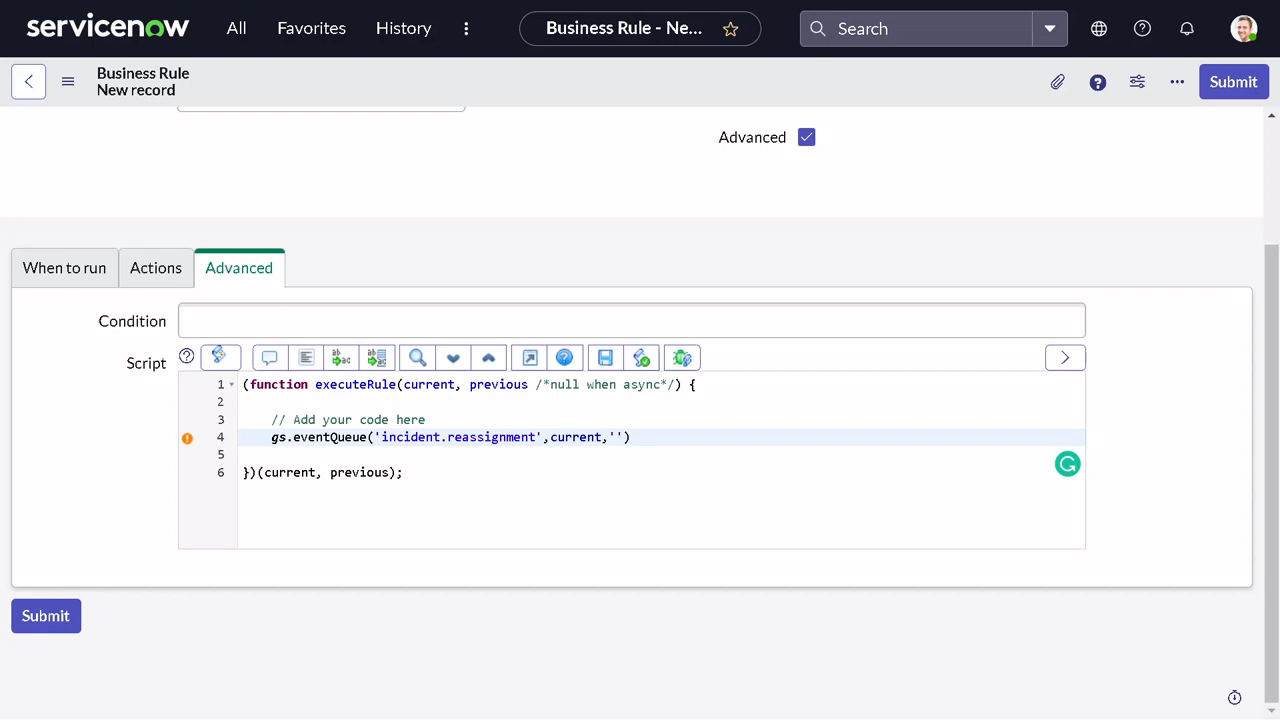 servicenow All Favorites History Business Rule - Ne... Search
Business Rule
New record
Submit
Advanced
When to run Actions Advanced
Condition
Script
1 (function executeRule(current, previous /*null when async*/) {
2
3 // Add your code here
4 gs.eventQueue('incident.reassignment',current,'')
5
6 })(current, previous);
Submit